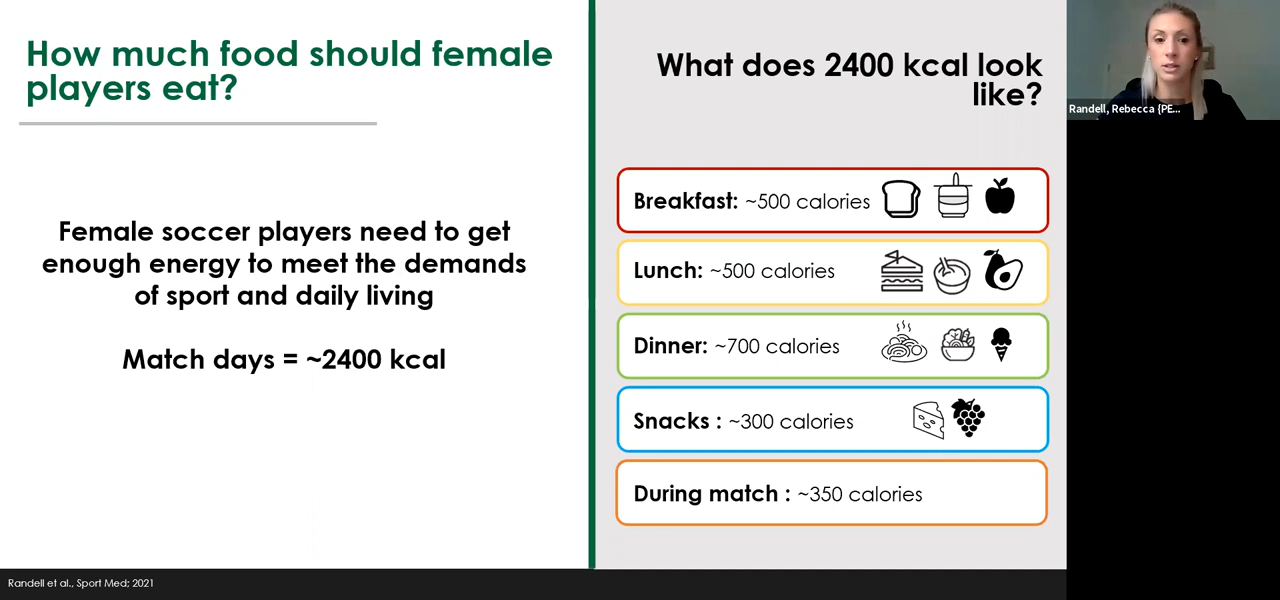 How much food should female
players eat?
Female soccer players need to get
enough energy to meet the demands
of sport and daily living
Match days = ~2400 kcal
What does 2400 kcal look
like?
Breakfast: ~500 calories
Lunch: ~500 calories
Dinner: ~700 calories
Snacks : ~300 calories
During match : ~350 calories
Randell, Rebecca {PE...
Randell et al., Sport Med; 2021